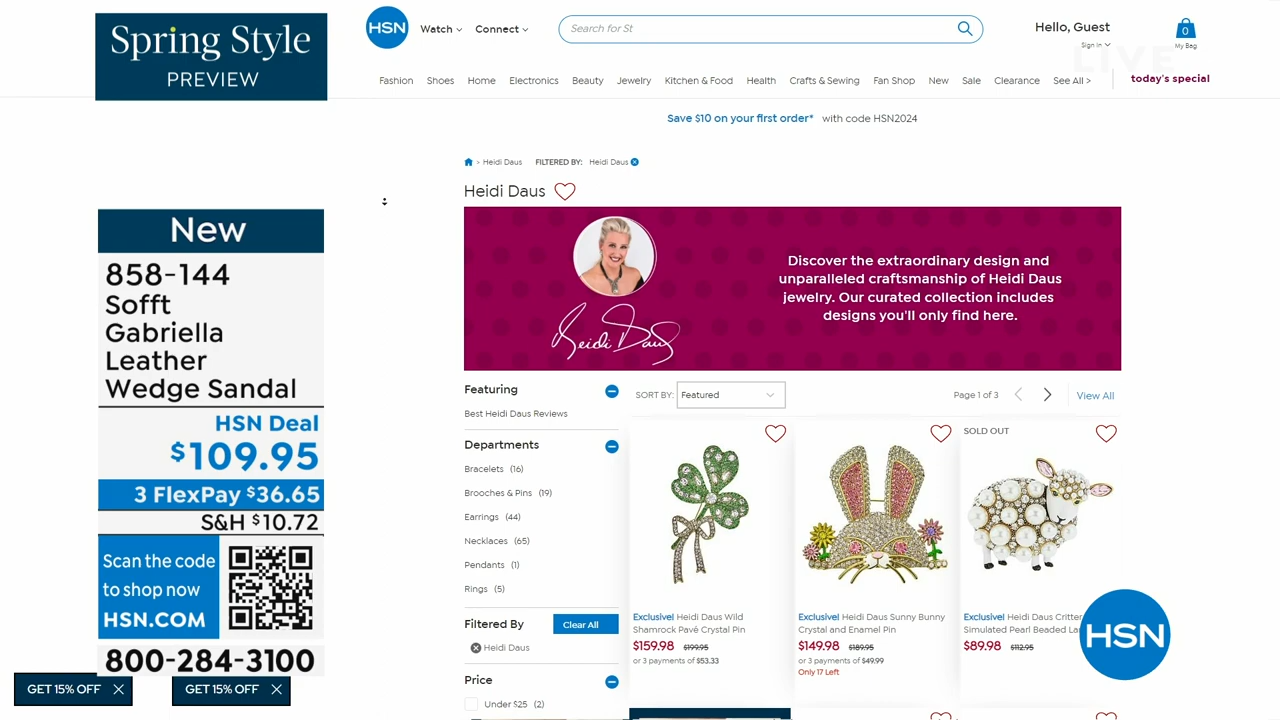 Spring Style
PREVIEW
HSN
Watch
Connect
Search for St
Hello, Guest
Sign In
0
My Bag
LIVE
Fashion Shoes Home Electronics Beauty Jewelry Kitchen & Food Health Crafts & Sewing Fan Shop New Sale Clearance See All >
today's special
Save $10 on your first order* with code HSN2024
> Heidi Daus FILTERED BY: Heidi Daus
Heidi Daus
Discover the extraordinary design and
unparalleled craftsmanship of Heidi Daus
jewelry. Our curated collection includes
designs you'll only find here.
Heidi Daus
New
858-144
Sofft
Gabriella
Leather
Wedge Sandal
HSN Deal
$109.95
3 FlexPay $36.65
S&H $10.72
Scan the code
to shop now
HSN.COM
800-284-3100
GET 15% OFF
GET 15% OFF
Featuring
Best Heidi Daus Reviews
Departments
Bracelets (16)
Brooches & Pins (19)
Earrings (44)
Necklaces (65)
Pendants (1)
Rings (5)
Filtered By
Clear All
Heidi Daus
Price
Under $25 (2)
SORT BY: Featured
Page 1 of 3
View All
Exclusive! Heidi Daus Wild
Shamrock Pavé Crystal Pin
$159.98 $199.95
or 3 payments of $53.33
Exclusive! Heidi Daus Sunny Bunny
Crystal and Enamel Pin
$149.98 $189.95
or 3 payments of $49.99
Only 17 Left
SOLD OUT
Exclusive! Heidi Daus Critter
Simulated Pearl Beaded La
$89.98 $112.95
HSN